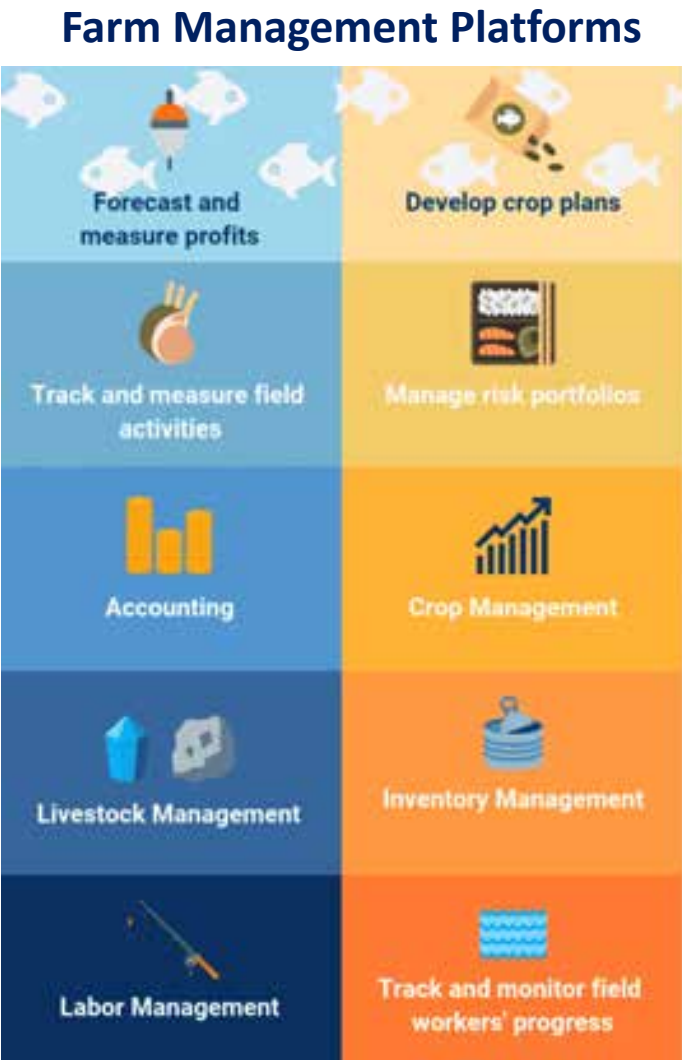 Farm Management Platforms
Forecast and
measure profits
Develop crop plans
Track and measure field
activities
Manage risk portfolios
Accounting
Crop Management
Livestock Management
Inventory Management
Labor Management
Track and monitor field
workers' progress